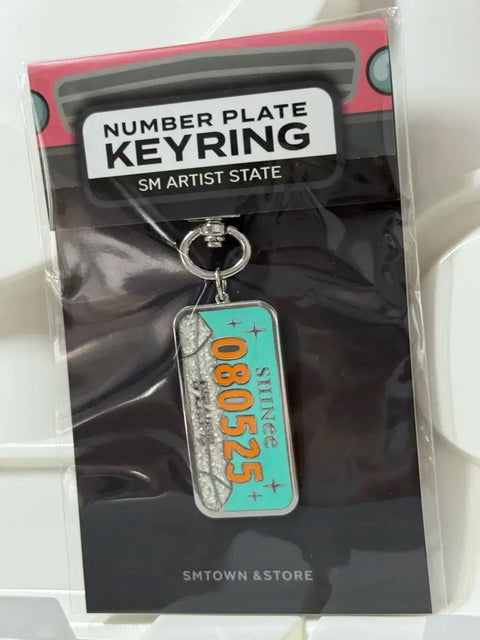 NUMBER PLATE
KEYRING
SM ARTIST STATE
SHINee
080525
SMTOWN &STORE